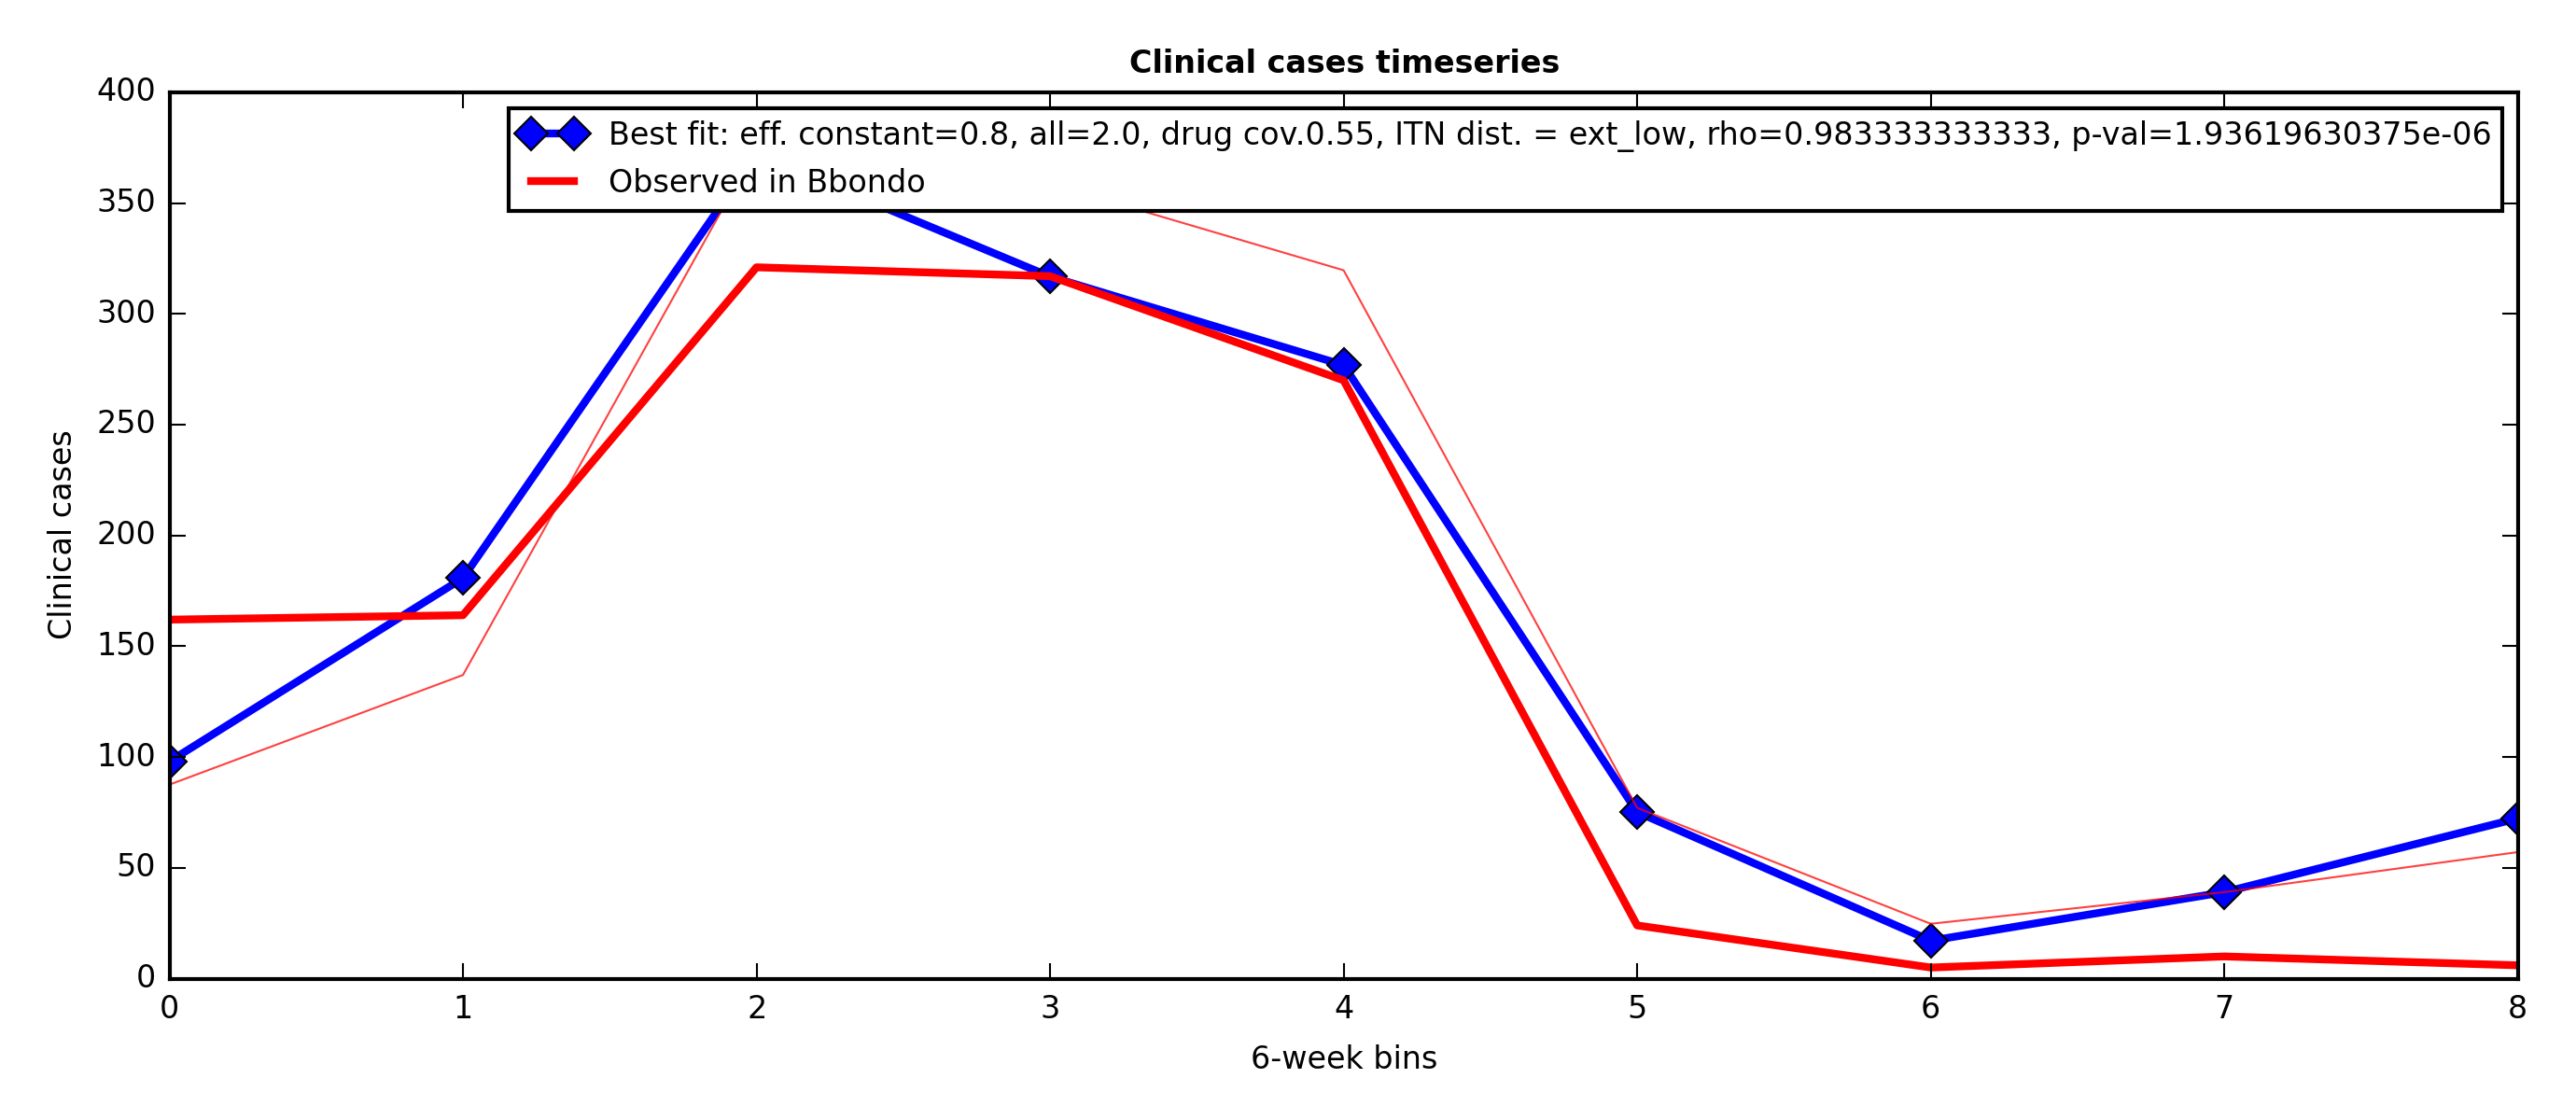 Clinical cases timeseries
400
350
300
250
200
150
100
50
0
Clinical cases
Best fit: eff. constant=0.8, all=2.0, drug cov.0.55, ITN dist. = ext_low, rho=0.983333333333, p-val=1.93619630375e-06
Observed in Bbondo
0 1 2 3 4 5 6 7 8
6-week bins